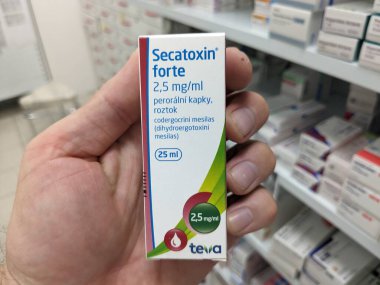 Secatoxin®
forte
2,5 mg/ml
perorální kapky,
roztok
codergocrini mesilas
(dihydroergotoxini
mesilas)
25 ml
2,5
mg/ml
teva